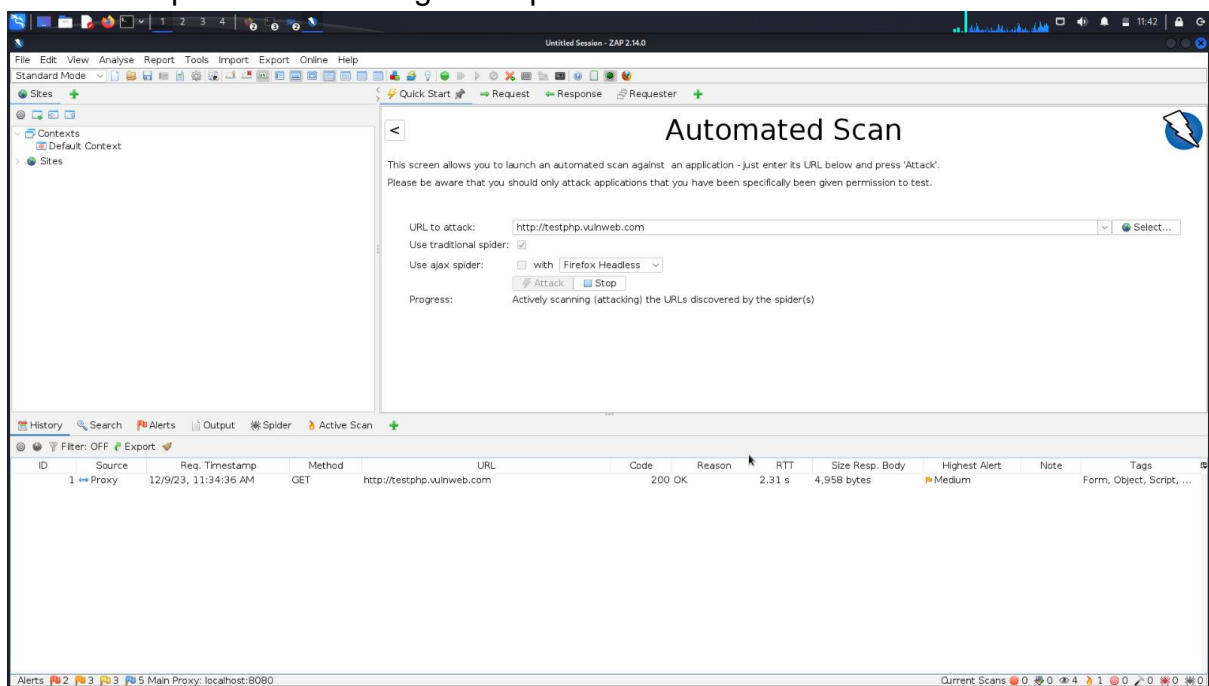 1 2 3 4 11:42
Untitled Session - ZAP 2.14.0
File Edit View Analyse Report Tools Import Export Online Help
Standard Mode
Sites Quick Start Request Response Requester
Contexts
Default Context
Sites
<
Automated Scan
This screen allows you to launch an automated scan against an application - just enter its URL below and press 'Attack'.
Please be aware that you should only attack applications that you have been specifically been given permission to test.
URL to attack: http://testphp.vulnweb.com Select...
Use traditional spider:
Use ajax spider: with Firefox Headless
Attack Stop
Progress: Actively scanning (attacking) the URLs discovered by the spider(s)
History Search Alerts Output Spider Active Scan
Filter: OFF Export
ID Source Req. Timestamp Method URL Code Reason RTT Size Resp. Body Highest Alert Note Tags
1 Proxy 12/9/23, 11:34:36 AM GET http://testphp.vulnweb.com 200 OK 2.31 s 4,958 bytes Medium Form, Object, Script, ...
Alerts 2 3 3 5 Main Proxy: localhost:8080 Current Scans 0 0 4 1 0 0 0 0